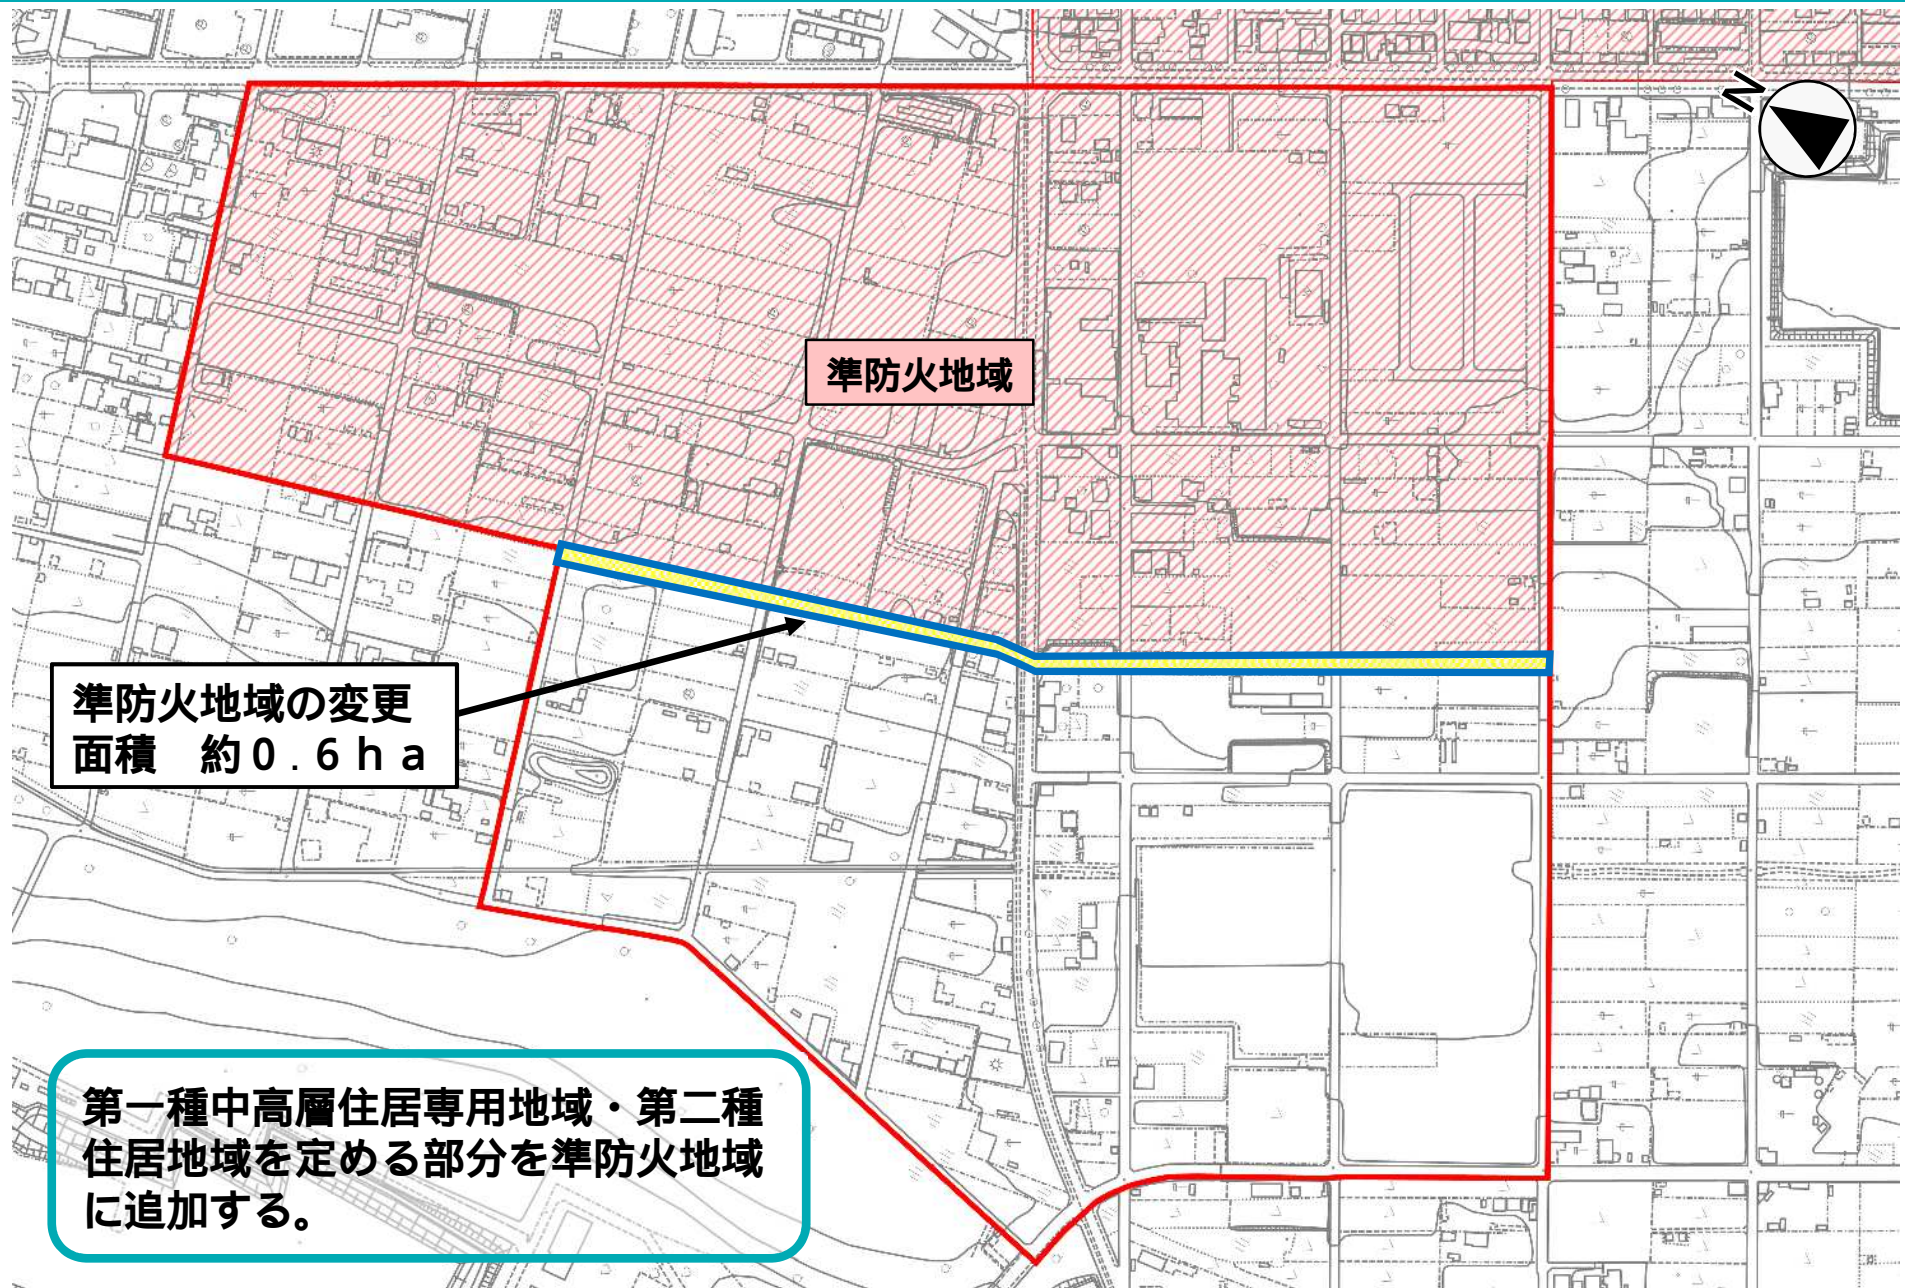 N
準防火地域
準防火地域の変更
面積　約０.６ｈａ
第一種中高層住居専用地域・第二種
住居地域を定める部分を準防火地域
に追加する。